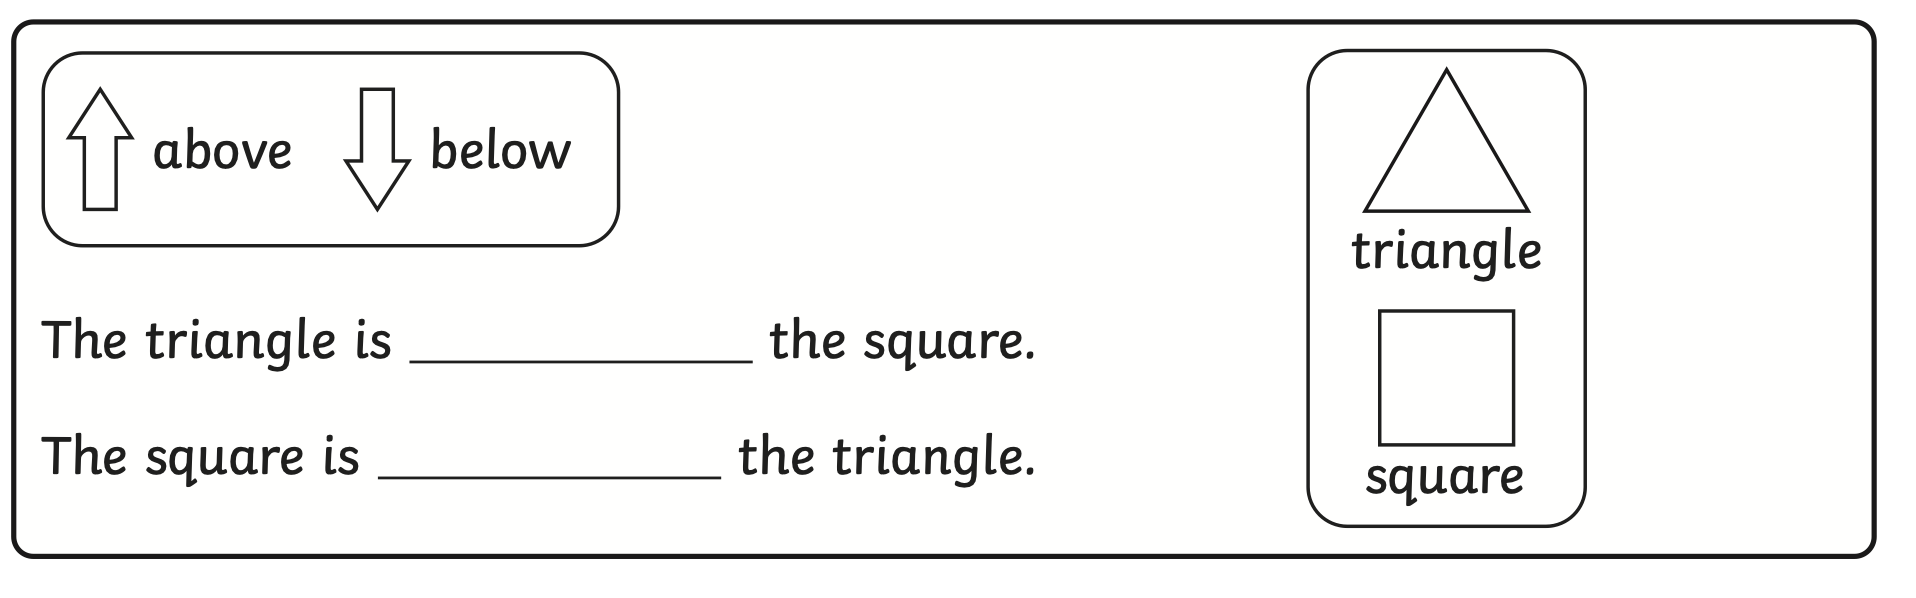 above below
The triangle is ____________ the square.
The square is ____________ the triangle.
triangle
square